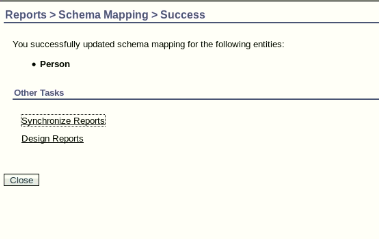 Reports > Schema Mapping > Success
You successfully updated schema mapping for the following entities:
• Person
Other Tasks
Synchronize Reports
Design Reports
Close